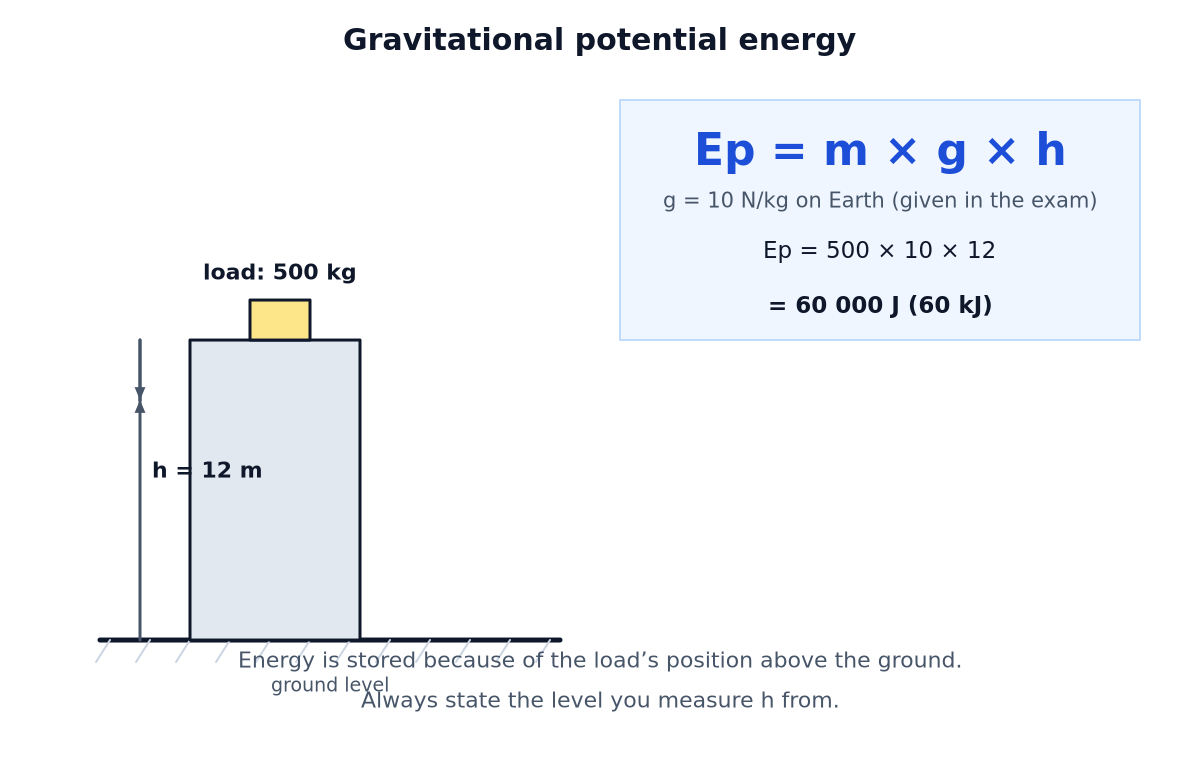 Gravitational potential energy
Ep = m × g × h
g = 10 N/kg on Earth (given in the exam)
Ep = 500 × 10 × 12
= 60 000 J (60 kJ)
load: 500 kg
h = 12 m
Energy is stored because of the load’s position above the ground.
ground level
Always state the level you measure h from.